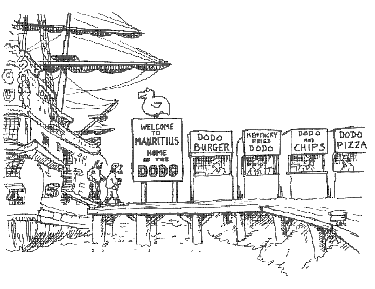 WELCOME
TO
MAURITIUS
HOME
OF THE
DODO
DODO
BURGER
KENTUCKY
FRIED
DODO
DODO
AND
CHIPS
DODO
PIZZA